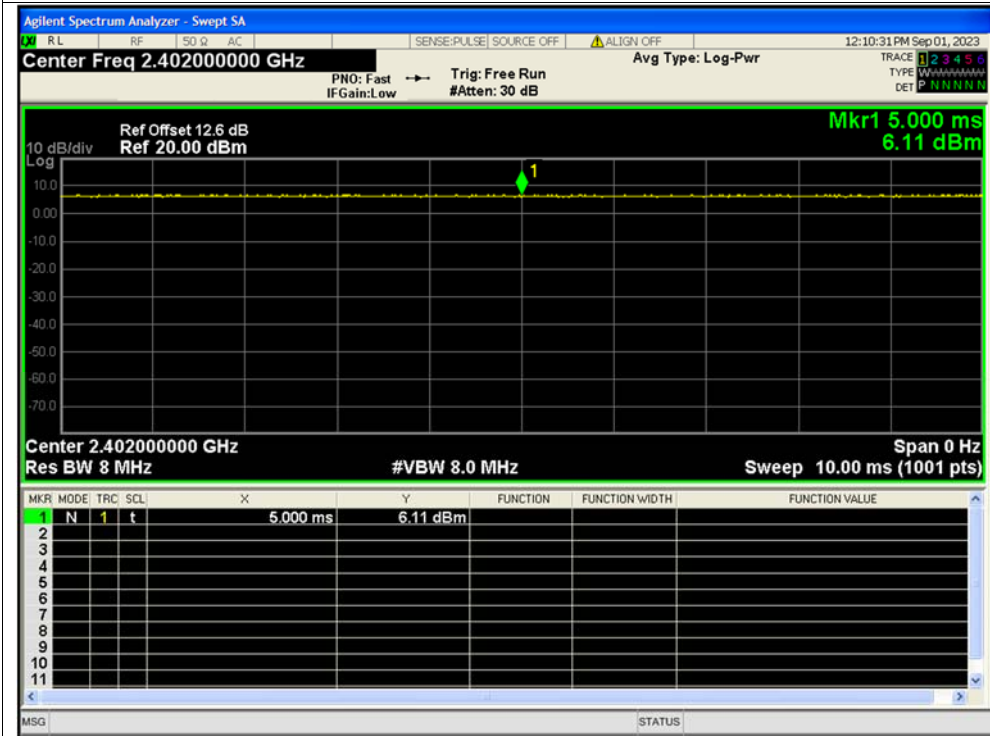 Agilent Spectrum Analyzer - Swept SA
RL RF 50 Ω AC SENSE:PULSE SOURCE OFF ALIGN OFF 12:10:31 PM Sep 01, 2023
Center Freq 2.402000000 GHz
PNO: Fast
IFGain:Low
Trig: Free Run
#Atten: 30 dB
Avg Type: Log-Pwr
TRACE 1 2 3 4 5 6
TYPE W
DET P N N N N N
Ref Offset 12.6 dB
10 dB/div Ref 20.00 dBm
Log
Mkr1 5.000 ms
6.11 dBm
1
10.0
0.00
-10.0
-20.0
-30.0
-40.0
-50.0
-60.0
-70.0
Center 2.402000000 GHz Span 0 Hz
Res BW 8 MHz #VBW 8.0 MHz Sweep 10.00 ms (1001 pts)
MKR MODE TRC SCL X Y FUNCTION FUNCTION WIDTH FUNCTION VALUE
1 N 1 t 5.000 ms 6.11 dBm
2
3
4
5
6
7
8
9
10
11
MSG STATUS